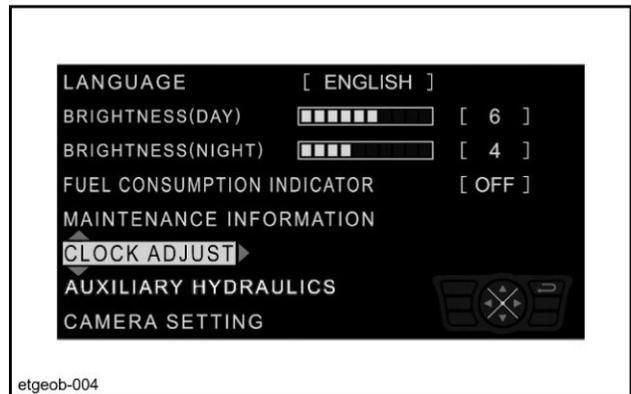 LANGUAGE [ ENGLISH ]
BRIGHTNESS(DAY) [ 6 ]
BRIGHTNESS(NIGHT) [ 4 ]
FUEL CONSUMPTION INDICATOR [ OFF ]
MAINTENANCE INFORMATION
CLOCK ADJUST
AUXILIARY HYDRAULICS
CAMERA SETTING
etgeob-004